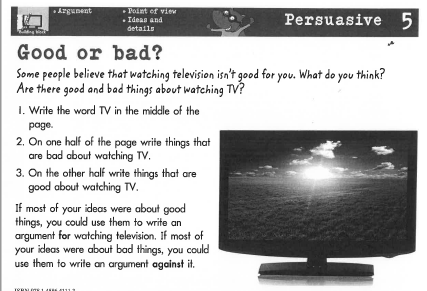 • Argument
• Point of view
• Ideas and
details
Building block
Persuasive 5
Good or bad?
Some people believe that watching television isn't good for you. What do you think?
Are there good and bad things about watching TV?
1. Write the word TV in the middle of the
page.
2. On one half of the page write things that
are bad about watching TV.
3. On the other half write things that are
good about watching TV.
If most of your ideas were about good
things, you could use them to write an
argument for watching television. If most of
your ideas were about bad things, you could
use them to write an argument against it.